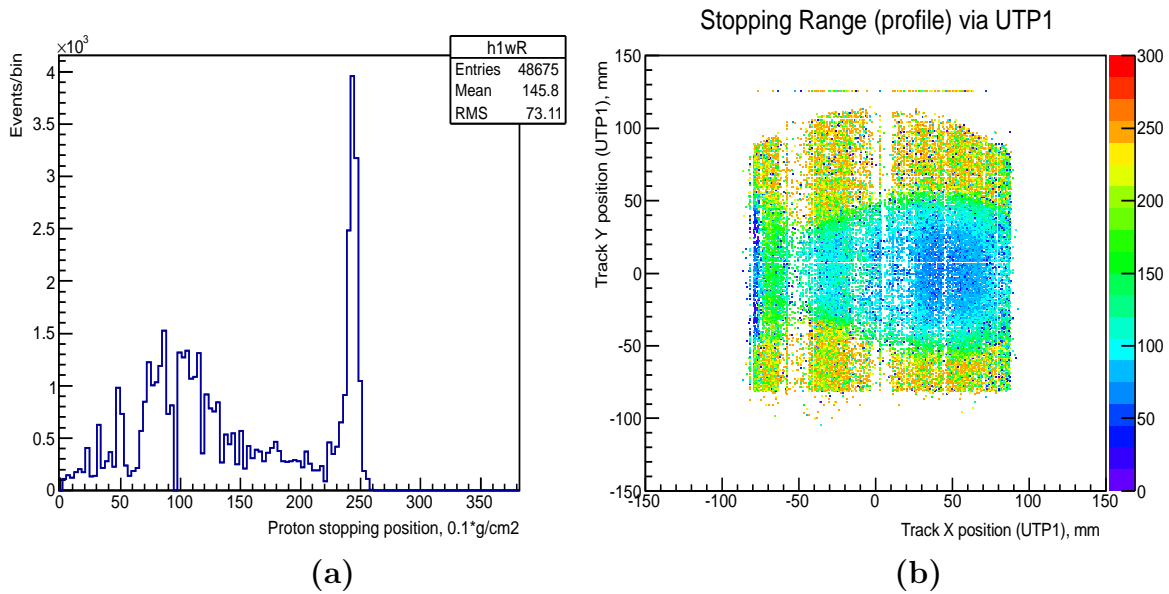 h1wR
Entries 48675
Mean 145.8
RMS 73.11
×10³
Events/bin
4
3.5
3
2.5
2
1.5
1
0.5
0
0 50 100 150 200 250 300 350
Proton stopping position, 0.1*g/cm2
(a)
Stopping Range (profile) via UTP1
Track Y position (UTP1), mm
150
100
50
0
-50
-100
-150
-150 -100 -50 0 50 100 150
Track X position (UTP1), mm
300
250
200
150
100
50
0
(b)